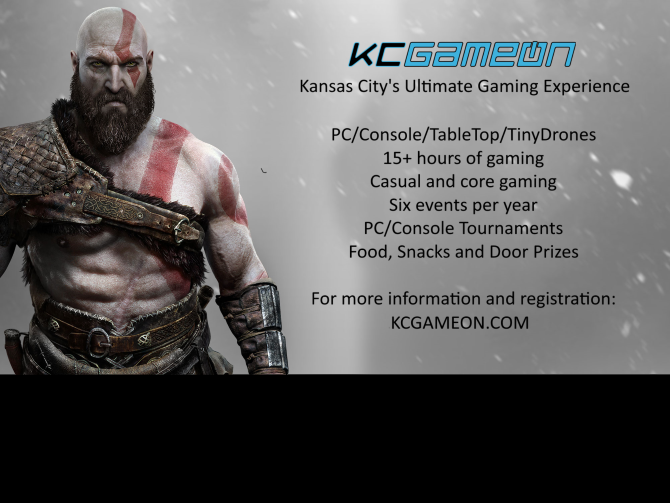 KCGAMEON
Kansas City's Ultimate Gaming Experience
PC/Console/TableTop/TinyDrones
15+ hours of gaming
Casual and core gaming
Six events per year
PC/Console Tournaments
Food, Snacks and Door Prizes
For more information and registration:
KCGAMEON.COM